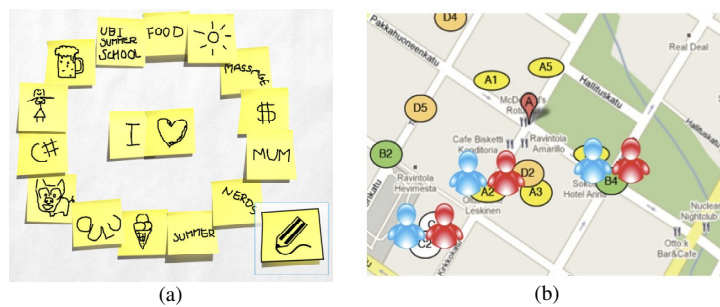 UBI
SUMMER
SCHOOL
FOOD
MASSAGE
$
MUM
NERDS
SUMMER
C#
I
(a)
D4
Pakkahuoneenkatu
Real Deal
A1
A5
Hallituskatu
McDonald's
A
D5
Cafe Bisketti
Konditoria
Ravintola
Amarillo
B2
Ravintola
Hevimesta
D2
A2
A3
Leskinen
Sokos
Hotel Arina
B4
C2
Kirkkokatu
Nuclear
Nightclub
Otto's
Bar&Cafe
(b)